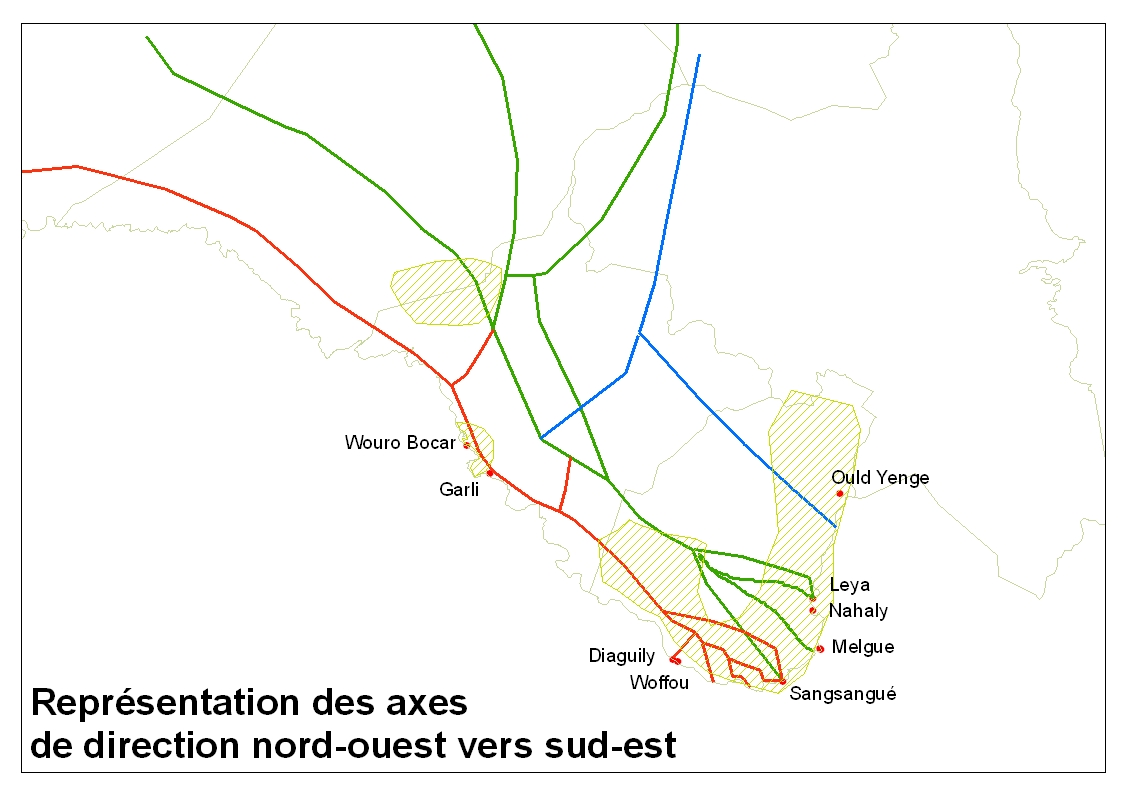 Wouro Bocar
Garli
Ould Yenge
Leya
Nahaly
Melgue
Diaguily
Woffou
Sangsangué
Représentation des axes
de direction nord-ouest vers sud-est